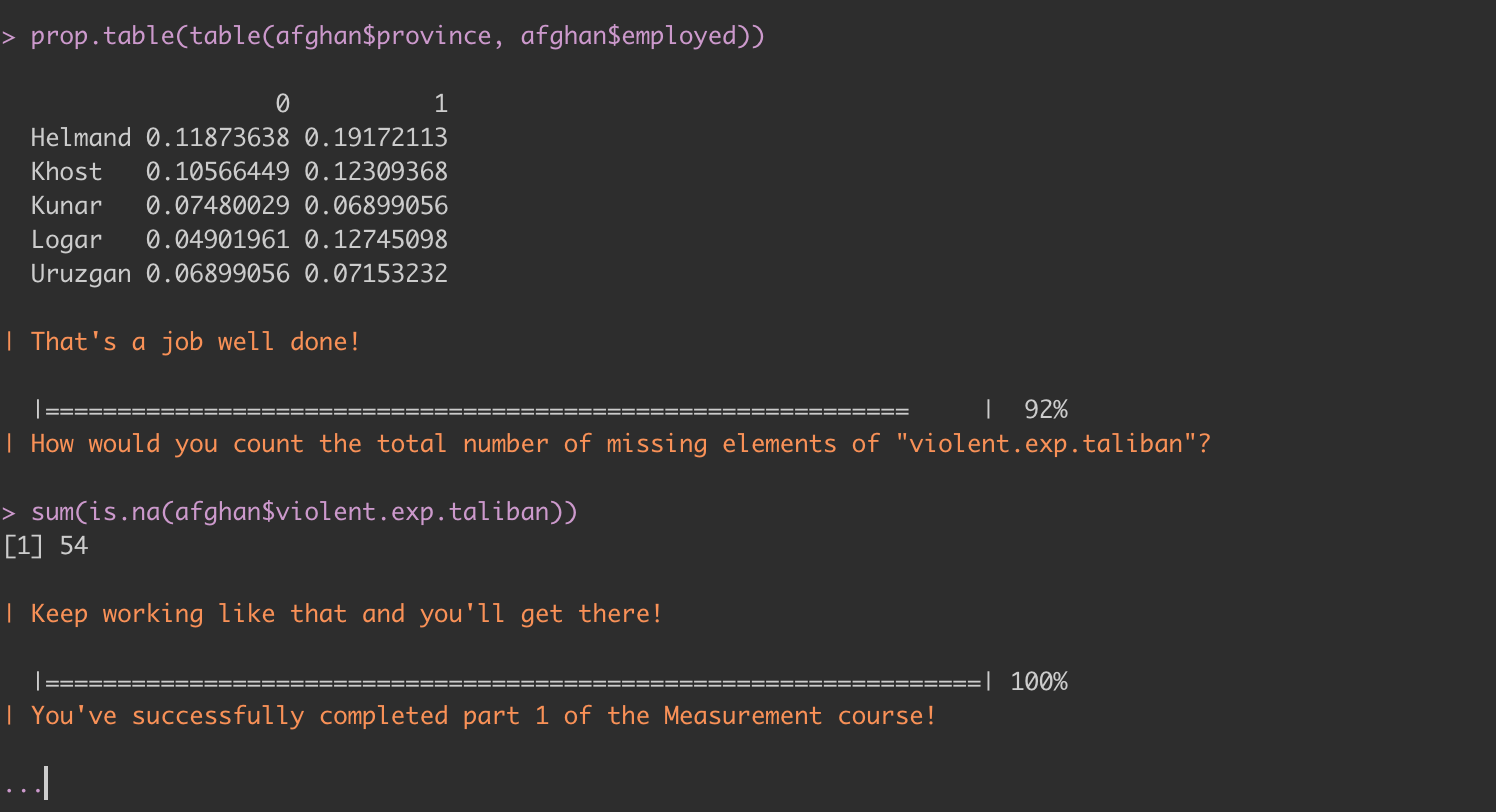 > prop.table(table(afghan$province, afghan$employed))
0 1
Helmand 0.11873638 0.19172113
Khost 0.10566449 0.12309368
Kunar 0.07480029 0.06899056
Logar 0.04901961 0.12745098
Uruzgan 0.06899056 0.07153232
| That's a job well done!
|============================================================     | 92%
| How would you count the total number of missing elements of "violent.exp.taliban"?
> sum(is.na(afghan$violent.exp.taliban))
[1] 54
| Keep working like that and you'll get there!
|=================================================================| 100%
| You've successfully completed part 1 of the Measurement course!
...